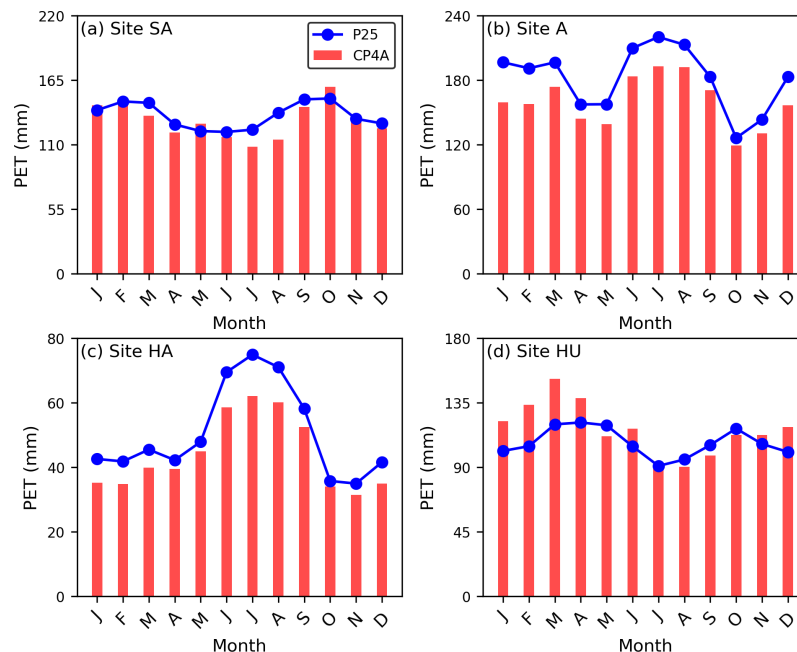 (a) Site SA
P25
CP4A
220
165
110
55
0
PET (mm)
J F M A M J J A S O N D
Month
(b) Site A
240
180
120
60
0
PET (mm)
J F M A M J J A S O N D
Month
(c) Site HA
80
60
40
20
0
PET (mm)
J F M A M J J A S O N D
Month
(d) Site HU
180
135
90
45
0
PET (mm)
J F M A M J J A S O N D
Month